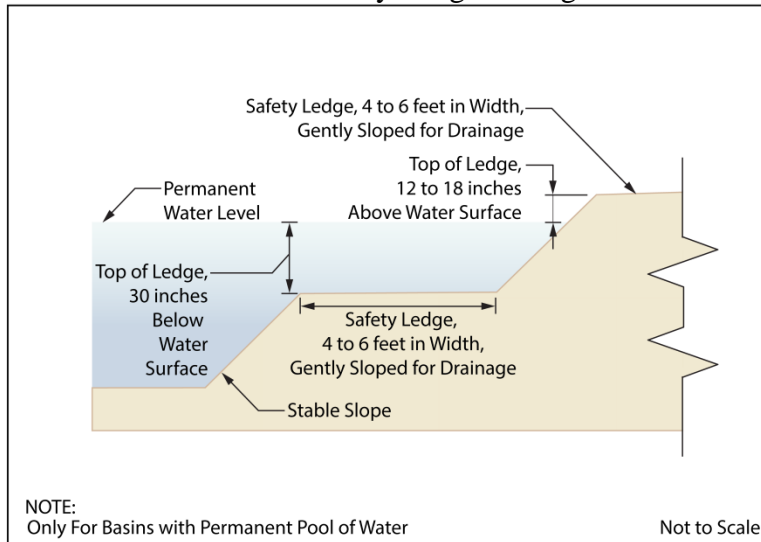 Safety Ledge, 4 to 6 feet in Width,
Gently Sloped for Drainage
Top of Ledge,
12 to 18 inches
Above Water Surface
Permanent
Water Level
Top of Ledge,
30 inches
Below
Water
Surface
Safety Ledge,
4 to 6 feet in Width,
Gently Sloped for Drainage
Stable Slope
NOTE:
Only For Basins with Permanent Pool of Water
Not to Scale